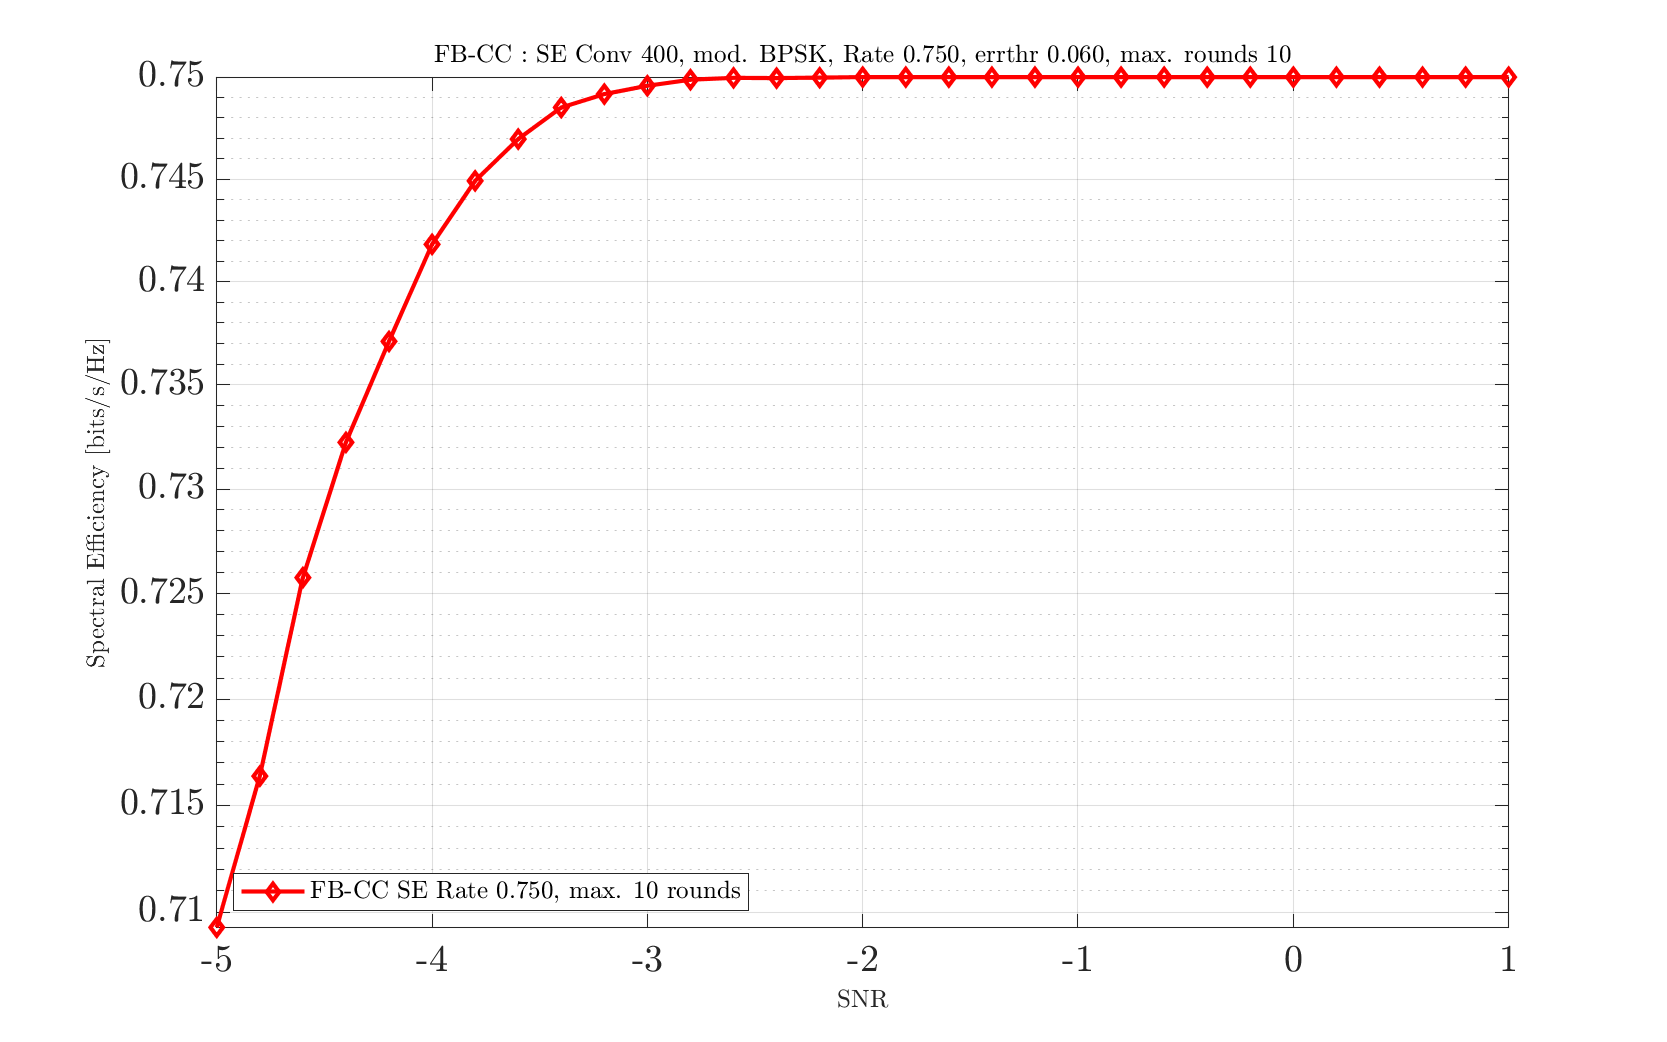 FB-CC : SE Conv 400, mod. BPSK, Rate 0.750, errthr 0.060, max. rounds 10
Spectral Efficiency [bits/s/Hz]
0.75
0.745
0.74
0.735
0.73
0.725
0.72
0.715
0.71
FB-CC SE Rate 0.750, max. 10 rounds
-5 -4 -3 -2 -1 0 1
SNR